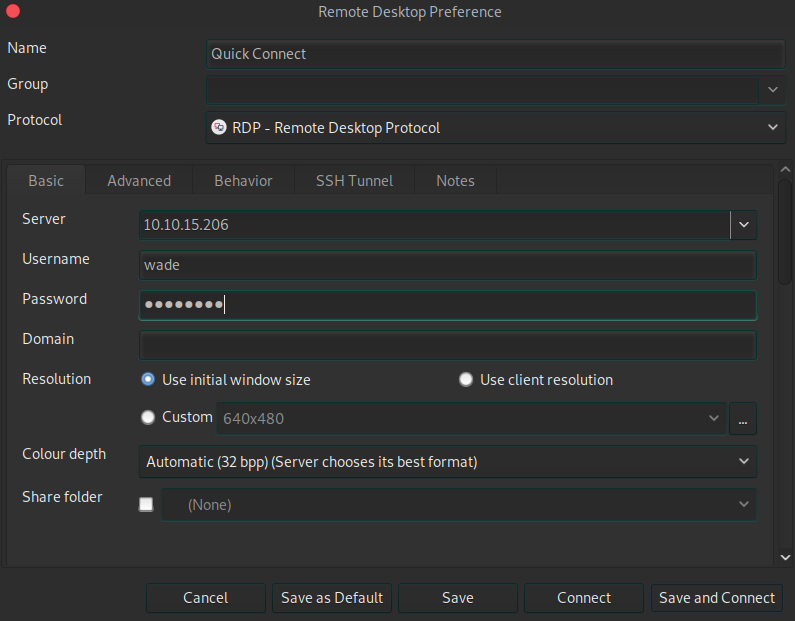 Remote Desktop Preference
Name Quick Connect
Group
Protocol RDP - Remote Desktop Protocol
Basic Advanced Behavior SSH Tunnel Notes
Server 10.10.15.206
Username wade
Password ●●●●●●●●
Domain
Resolution Use initial window size Use client resolution
Custom 640x480 ...
Colour depth Automatic (32 bpp) (Server chooses its best format)
Share folder (None)
Cancel Save as Default Save Connect Save and Connect